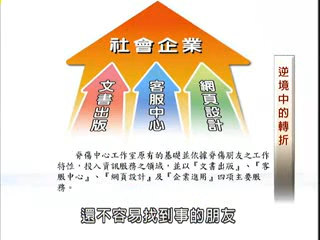 社會企業
文書出版
客服中心
網頁設計
逆境中的轉折
脊傷中心工作室原有的基礎並依據脊傷朋友之工作
特性,投入資訊服務之領域,並以『文書出版』、『客
服中心』、『網頁設計』及『企業進用』四項主要服
務。
還不容易找到事的朋友